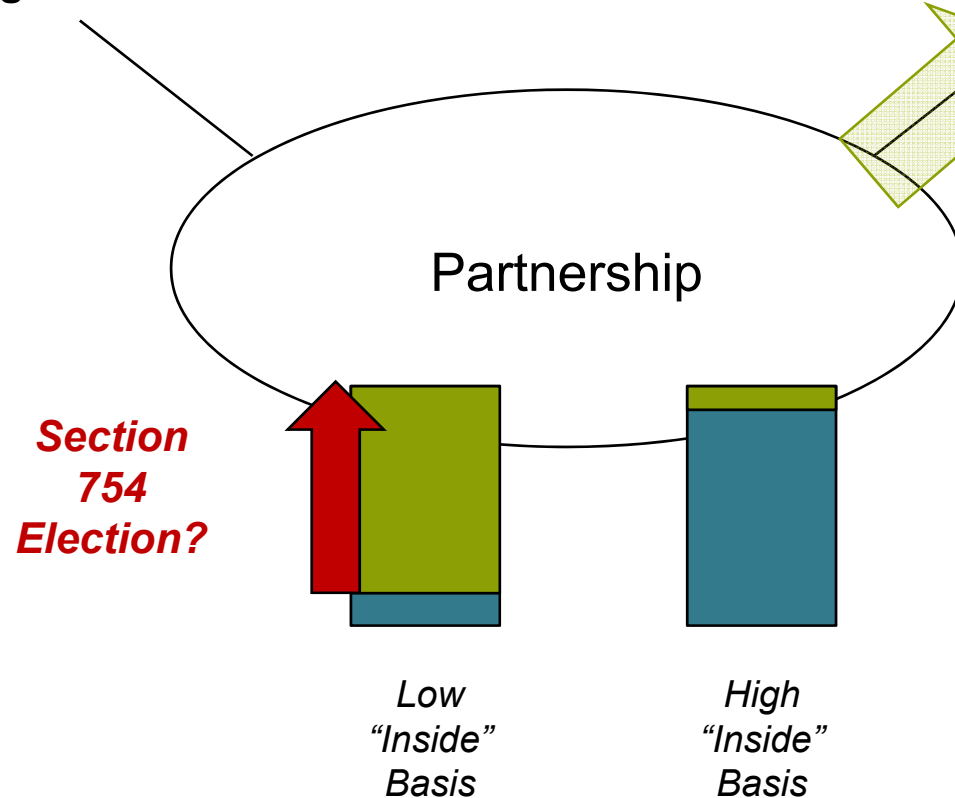 Partnership
Section
754
Election?
Low
“Inside”
Basis
High
“Inside”
Basis